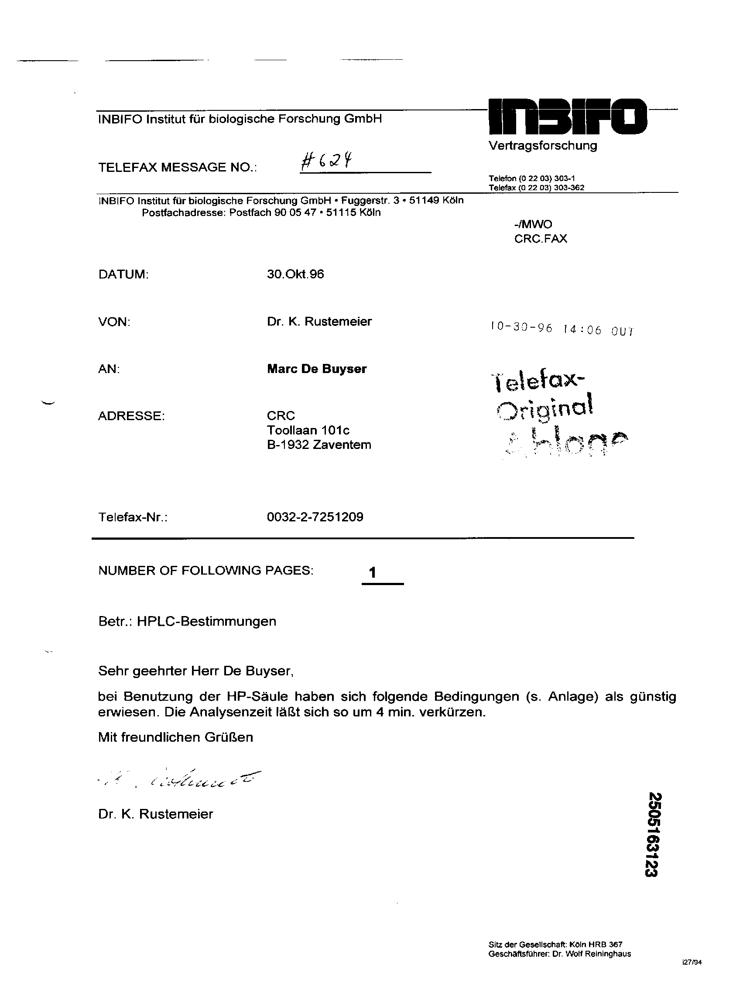 INBIFO Institut für biologische Forschung GmbH
INBIFO
Vertragsforschung
TELEFAX MESSAGE NO.: #624
Telefon (0 22 03) 303-1
Telefax (0 22 03) 303-362
INBIFO Institut für biologische Forschung GmbH • Fuggerstr. 3 • 51149 Köln
Postfachadresse: Postfach 90 05 47 • 51115 Köln
-/MWO
CRC.FAX
DATUM: 30.Okt.96
VON: Dr. K. Rustemeier
10-30-96 14:06 OUT
AN: Marc De Buyser
Telefax-
Original
ADRESSE: CRC
Toollaan 101c
B-1932 Zaventem
Telefax-Nr.: 0032-2-7251209
NUMBER OF FOLLOWING PAGES: 1
Betr.: HPLC-Bestimmungen
Sehr geehrter Herr De Buyser,
bei Benutzung der HP-Säule haben sich folgende Bedingungen (s. Anlage) als günstig
erwiesen. Die Analysenzeit läßt sich so um 4 min. verkürzen.
Mit freundlichen Grüßen
Dr. K. Rustemeier
2505163123
Sitz der Gesellschaft: Köln HRB 367
Geschäftsführer: Dr. Wolf Reininghaus
i27/94